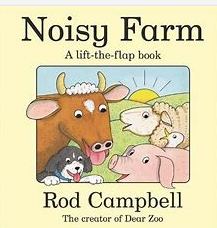 Noisy Farm
A lift-the-flap book
Rod Campbell
The creator of Dear Zoo